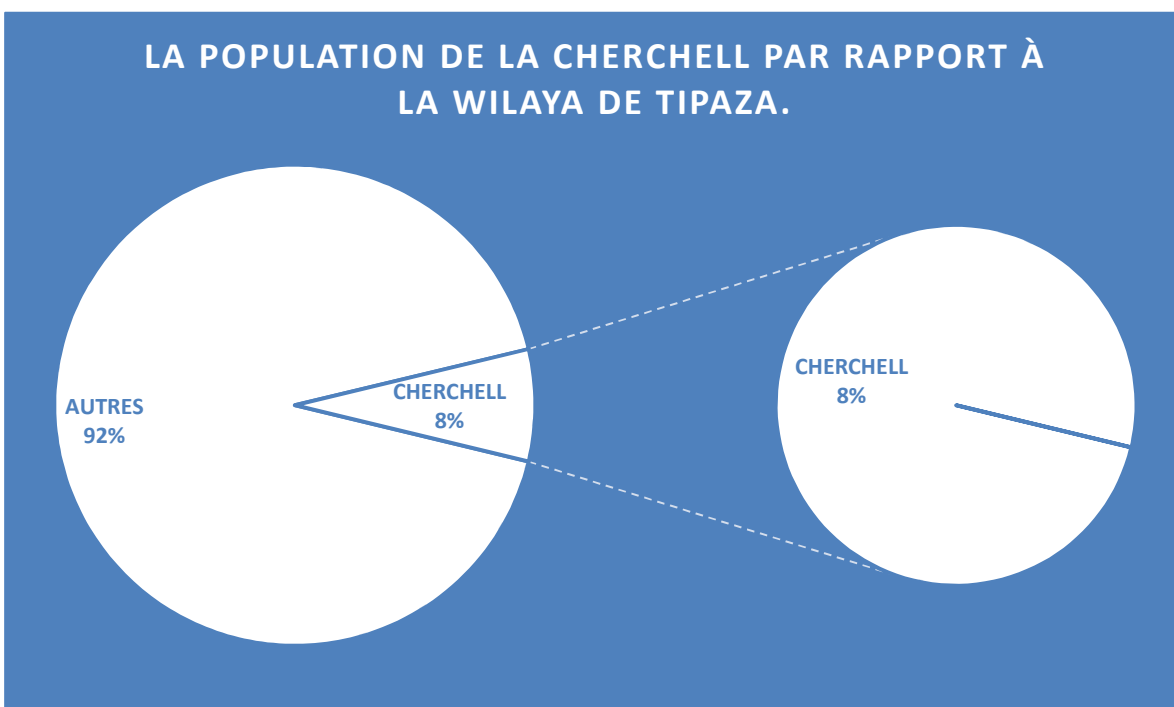 LA POPULATION DE LA CHERCHELL PAR RAPPORT À
LA WILAYA DE TIPAZA.
AUTRES
92%
CHERCHELL
8%
CHERCHELL
8%